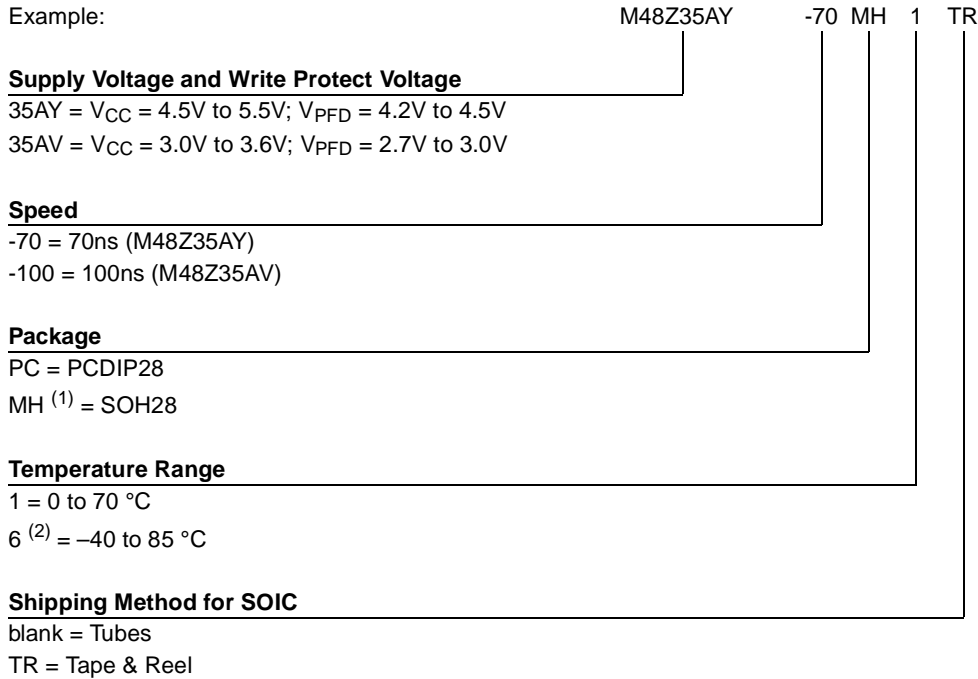 Example: M48Z35AY -70 MH 1 TR
Supply Voltage and Write Protect Voltage
35AY = VCC = 4.5V to 5.5V; VPFD = 4.2V to 4.5V
35AV = VCC = 3.0V to 3.6V; VPFD = 2.7V to 3.0V
Speed
-70 = 70ns (M48Z35AY)
-100 = 100ns (M48Z35AV)
Package
PC = PCDIP28
MH (1) = SOH28
Temperature Range
1 = 0 to 70 °C
6 (2) = –40 to 85 °C
Shipping Method for SOIC
blank = Tubes
TR = Tape & Reel